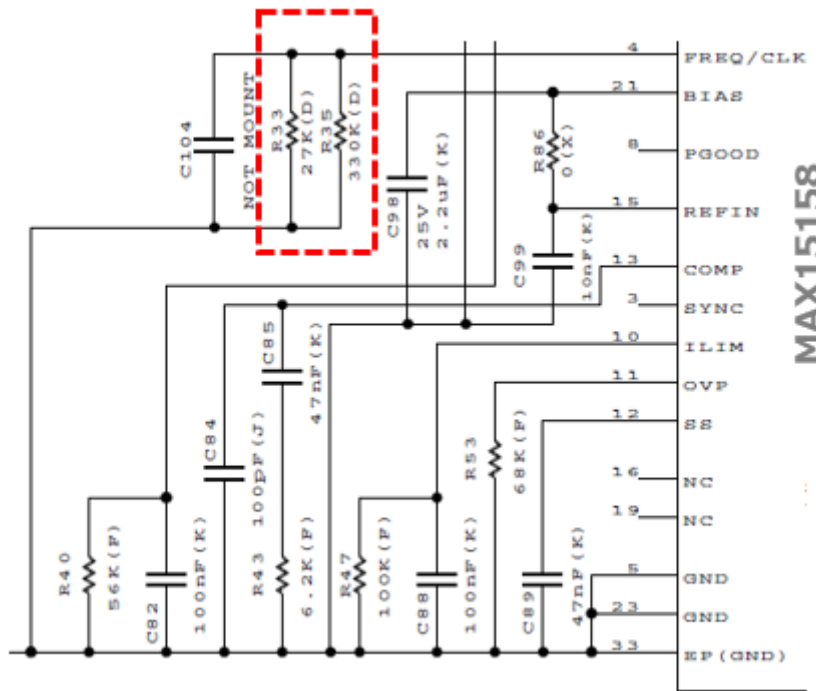 4
FREQ/CLK
21
BIAS
8
PGOOD
15
REFIN
13
COMP
3
SYNC
10
ILIM
11
OVP
12
SS
16
NC
19
NC
5
GND
23
GND
33
EP(GND)
MAX15158
C104
NOT MOUNT
R33
27K(D)
R35
330K(D)
C98
25V
2.2uF(K)
R86
0(X)
C99
10nF(K)
C85
47nF(K)
C84
100pF(J)
R53
68K(F)
R40
56K(F)
C82
100nF(K)
R43
6.2K(F)
R47
100K(F)
C88
100nF(K)
C89
47nF(K)